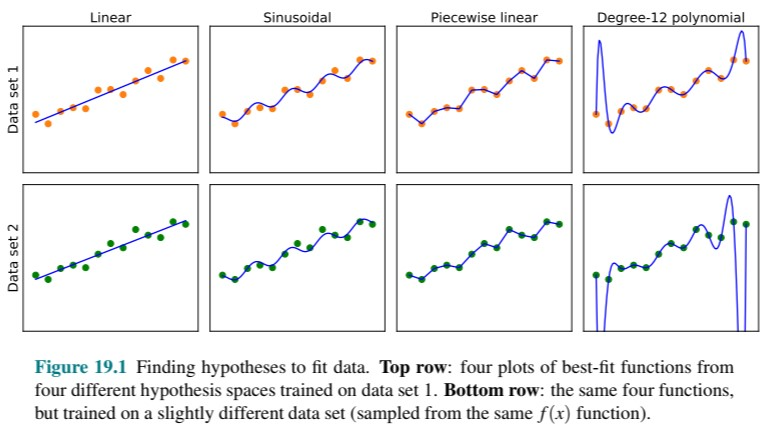 Linear
Sinusoidal
Piecewise linear
Degree-12 polynomial
Data set 1
Data set 2
Figure 19.1 Finding hypotheses to fit data. Top row: four plots of best-fit functions from
four different hypothesis spaces trained on data set 1. Bottom row: the same four functions,
but trained on a slightly different data set (sampled from the same f(x) function).